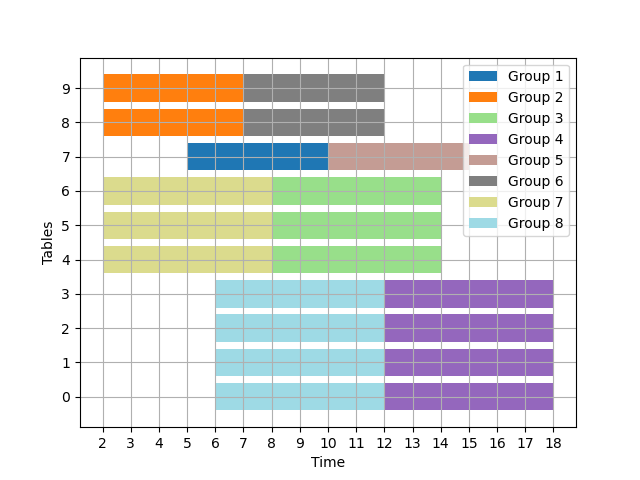 9
8
7
6
5
4
3
2
1
0
Tables
Group 1
Group 2
Group 3
Group 4
Group 5
Group 6
Group 7
Group 8
2 3 4 5 6 7 8 9 10 11 12 13 14 15 16 17 18
Time